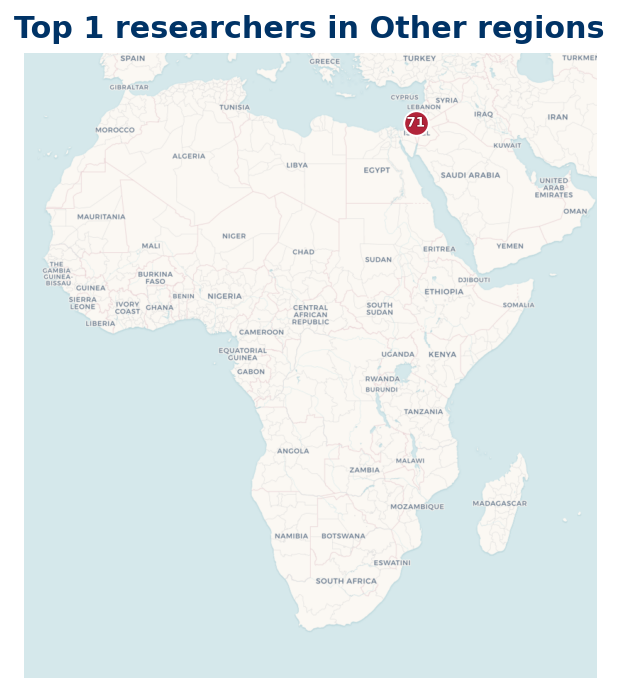 Top 1 researchers in Other regions
SPAIN
GREECE
TURKEY
TURKMEN
GIBRALTAR
CYPRUS
SYRIA
LEBANON
TUNISIA
IRAQ
IRAN
71
MOROCCO
KUWAIT
ALGERIA
LIBYA
EGYPT
SAUDI ARABIA
UNITED
ARAB
EMIRATES
OMAN
MAURITANIA
NIGER
MALI
CHAD
SUDAN
ERITREA
YEMEN
THE
GAMBIA
GUINEA-
BISSAU
GUINEA
BURKINA
FASO
DJIBOUTI
BENIN
NIGERIA
ETHIOPIA
SIERRA
LEONE
IVORY
COAST
GHANA
CENTRAL
AFRICAN
REPUBLIC
SOUTH
SUDAN
SOMALIA
LIBERIA
CAMEROON
EQUATORIAL
GUINEA
UGANDA
KENYA
GABON
RWANDA
BURUNDI
TANZANIA
ANGOLA
MALAWI
ZAMBIA
MADAGASCAR
MOZAMBIQUE
NAMIBIA
BOTSWANA
ESWATINI
SOUTH AFRICA